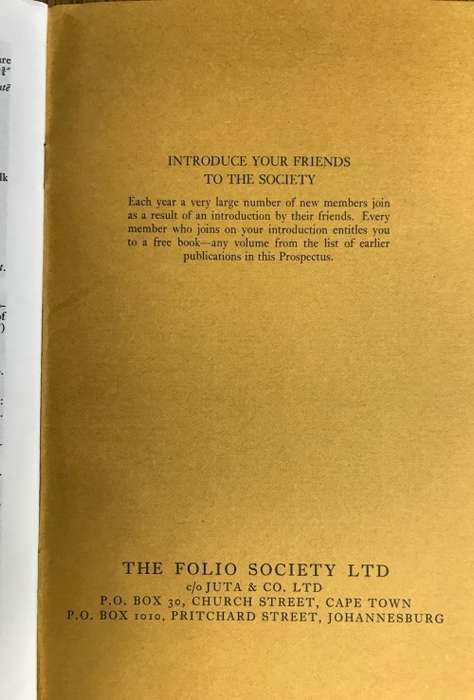 INTRODUCE YOUR FRIENDS
TO THE SOCIETY
Each year a very large number of new members join
as a result of an introduction by their friends. Every
member who joins on your introduction entitles you
to a free book—any volume from the list of earlier
publications in this Prospectus.
THE FOLIO SOCIETY LTD
c/o JUTA & CO. LTD
P.O. BOX 30, CHURCH STREET, CAPE TOWN
P.O. BOX 1010, PRITCHARD STREET, JOHANNESBURG